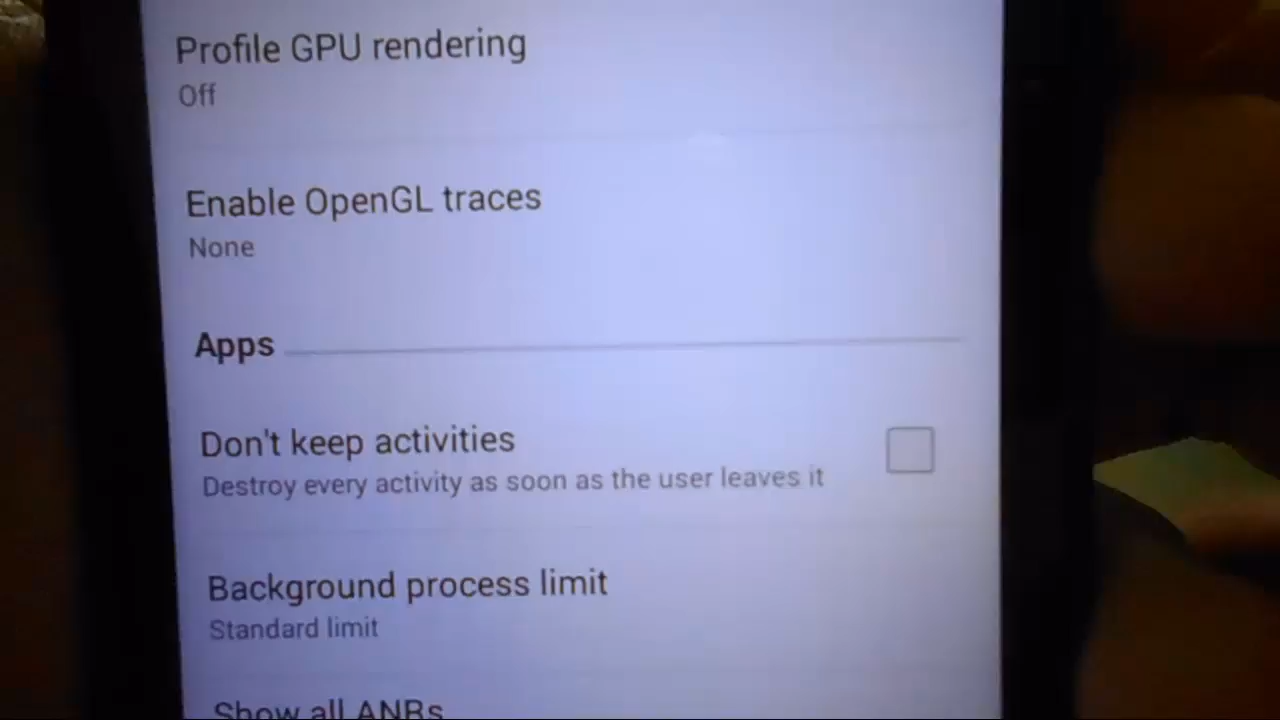 Profile GPU rendering
Off
Enable OpenGL traces
None
Apps
Don't keep activities
Destroy every activity as soon as the user leaves it
Background process limit
Standard limit
Show all ANRs